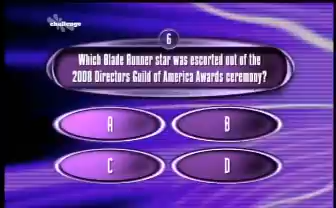 challenge
6
Which Blade Runner star was escorted out of the
2008 Directors Guild of America Awards ceremony?
A
B
C
D